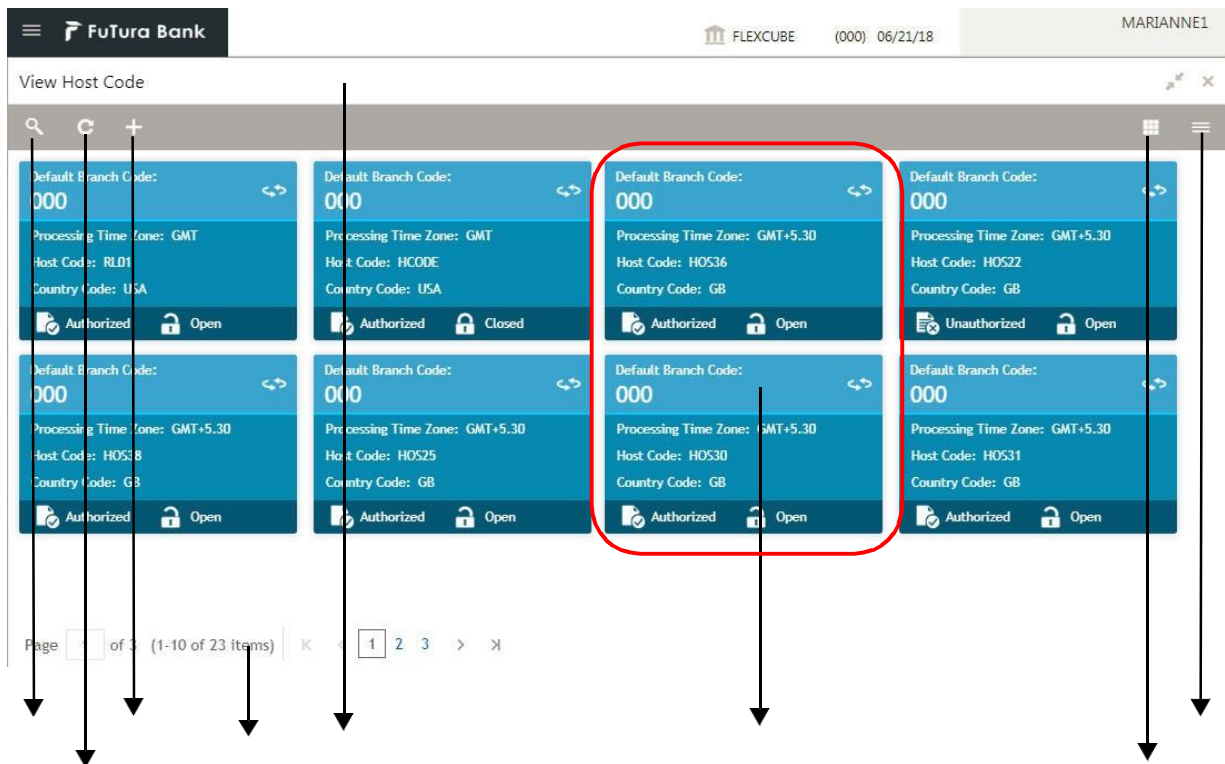 FuTura Bank
FLEXCUBE (000) 06/21/18
MARIANNE1
View Host Code
Default Branch Code:
000
Processing Time Zone: GMT
Host Code: RL01
Country Code: USA
Authorized Open
Default Branch Code:
000
Processing Time Zone: GMT
Host Code: HCODE
Country Code: USA
Authorized Closed
Default Branch Code:
000
Processing Time Zone: GMT+5.30
Host Code: HOS36
Country Code: GB
Authorized Open
Default Branch Code:
000
Processing Time Zone: GMT+5.30
Host Code: HOS22
Country Code: GB
Unauthorized Open
Default Branch Code:
000
Processing Time Zone: GMT+5.30
Host Code: HOS38
Country Code: GB
Authorized Open
Default Branch Code:
000
Processing Time Zone: GMT+5.30
Host Code: HOS25
Country Code: GB
Authorized Open
Default Branch Code:
000
Processing Time Zone: GMT+5.30
Host Code: HOS30
Country Code: GB
Authorized Open
Default Branch Code:
000
Processing Time Zone: GMT+5.30
Host Code: HOS31
Country Code: GB
Authorized Open
Page of 3 (1-10 of 23 items) 1 2 3